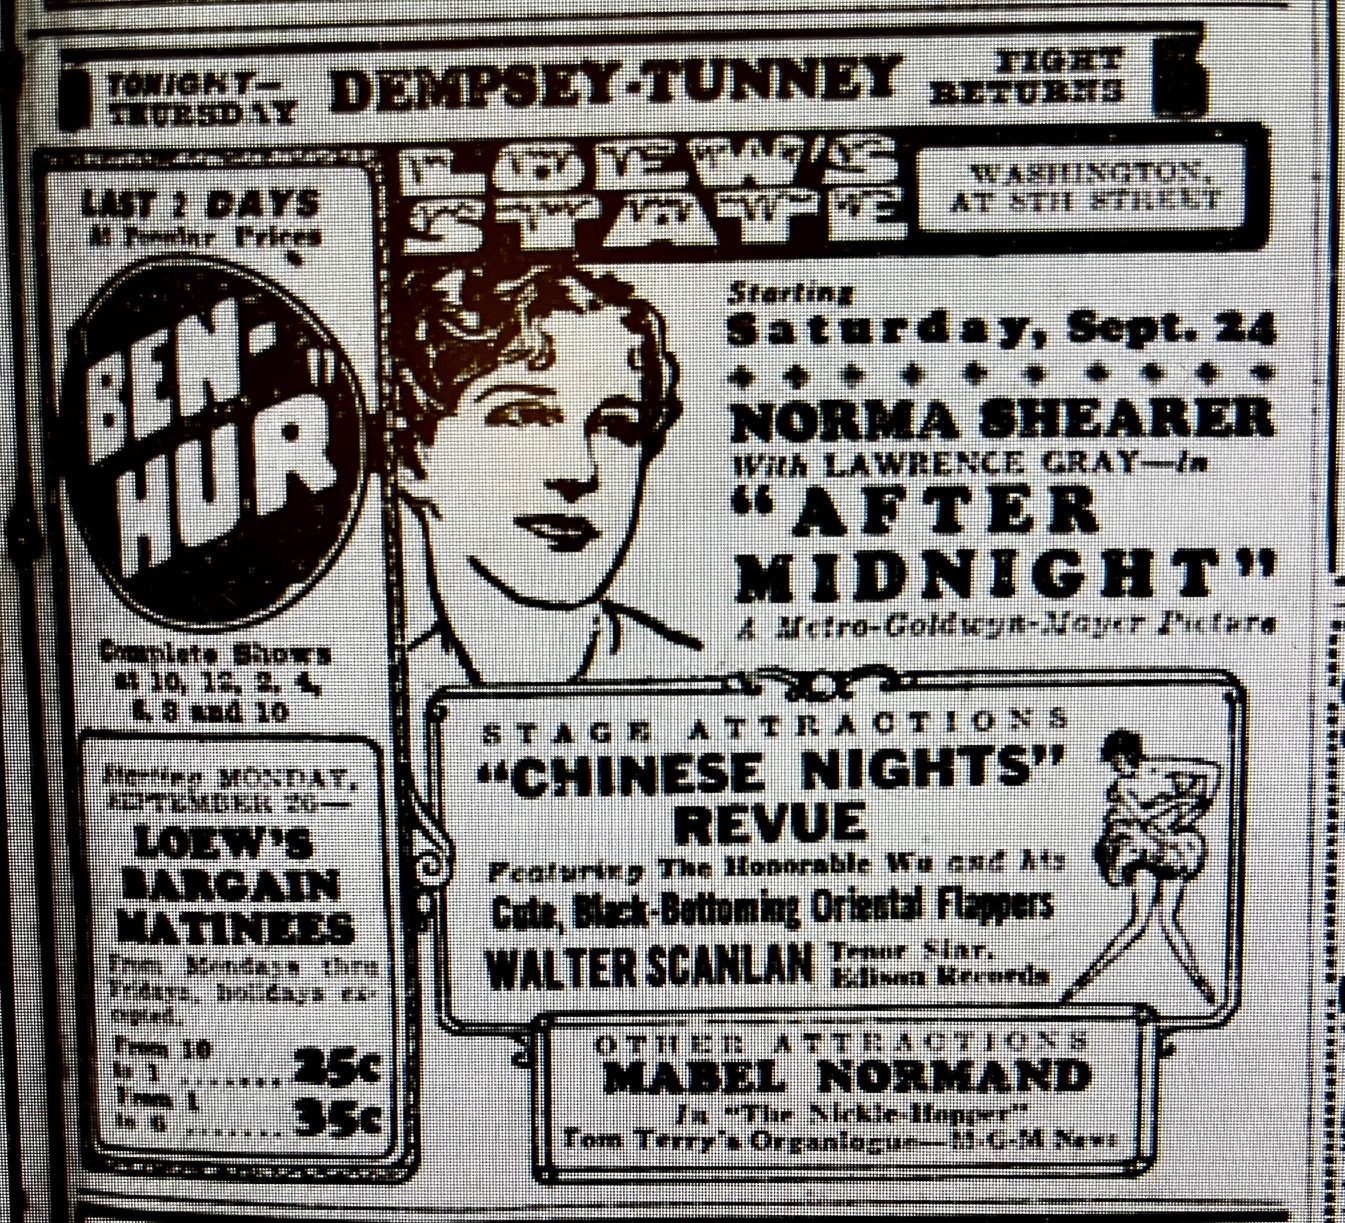 TONIGHT—
THURSDAY
DEMPSEY-TUNNEY
FIGHT
RETURNS
LOEW'S
STATE
WASHINGTON,
AT 8TH STREET
LAST 2 DAYS
At Popular Prices
BEN-
HUR
Complete Shows
at 10, 12, 2, 4,
6, 8 and 10
Starting MONDAY,
SEPTEMBER 26—
LOEW'S
BARGAIN
MATINEES
From Mondays thru
Fridays, holidays ex-
cepted.
From 10
to 1 ....... 25c
From 1
to 6 ....... 35c
Starting
Saturday, Sept. 24
NORMA SHEARER
With LAWRENCE GRAY—in
“AFTER
MIDNIGHT”
A Metro-Goldwyn-Mayer Picture
STAGE ATTRACTIONS
“CHINESE NIGHTS”
REVUE
Featuring The Honorable Wu and his
Cute, Black-Bottoming Oriental Flappers
WALTER SCANLAN
Tenor Star,
Edison Records
OTHER ATTRACTIONS
MABEL NORMAND
In “The Nickle-Hopper”
Tom Terry's Organlogue—M-G-M News